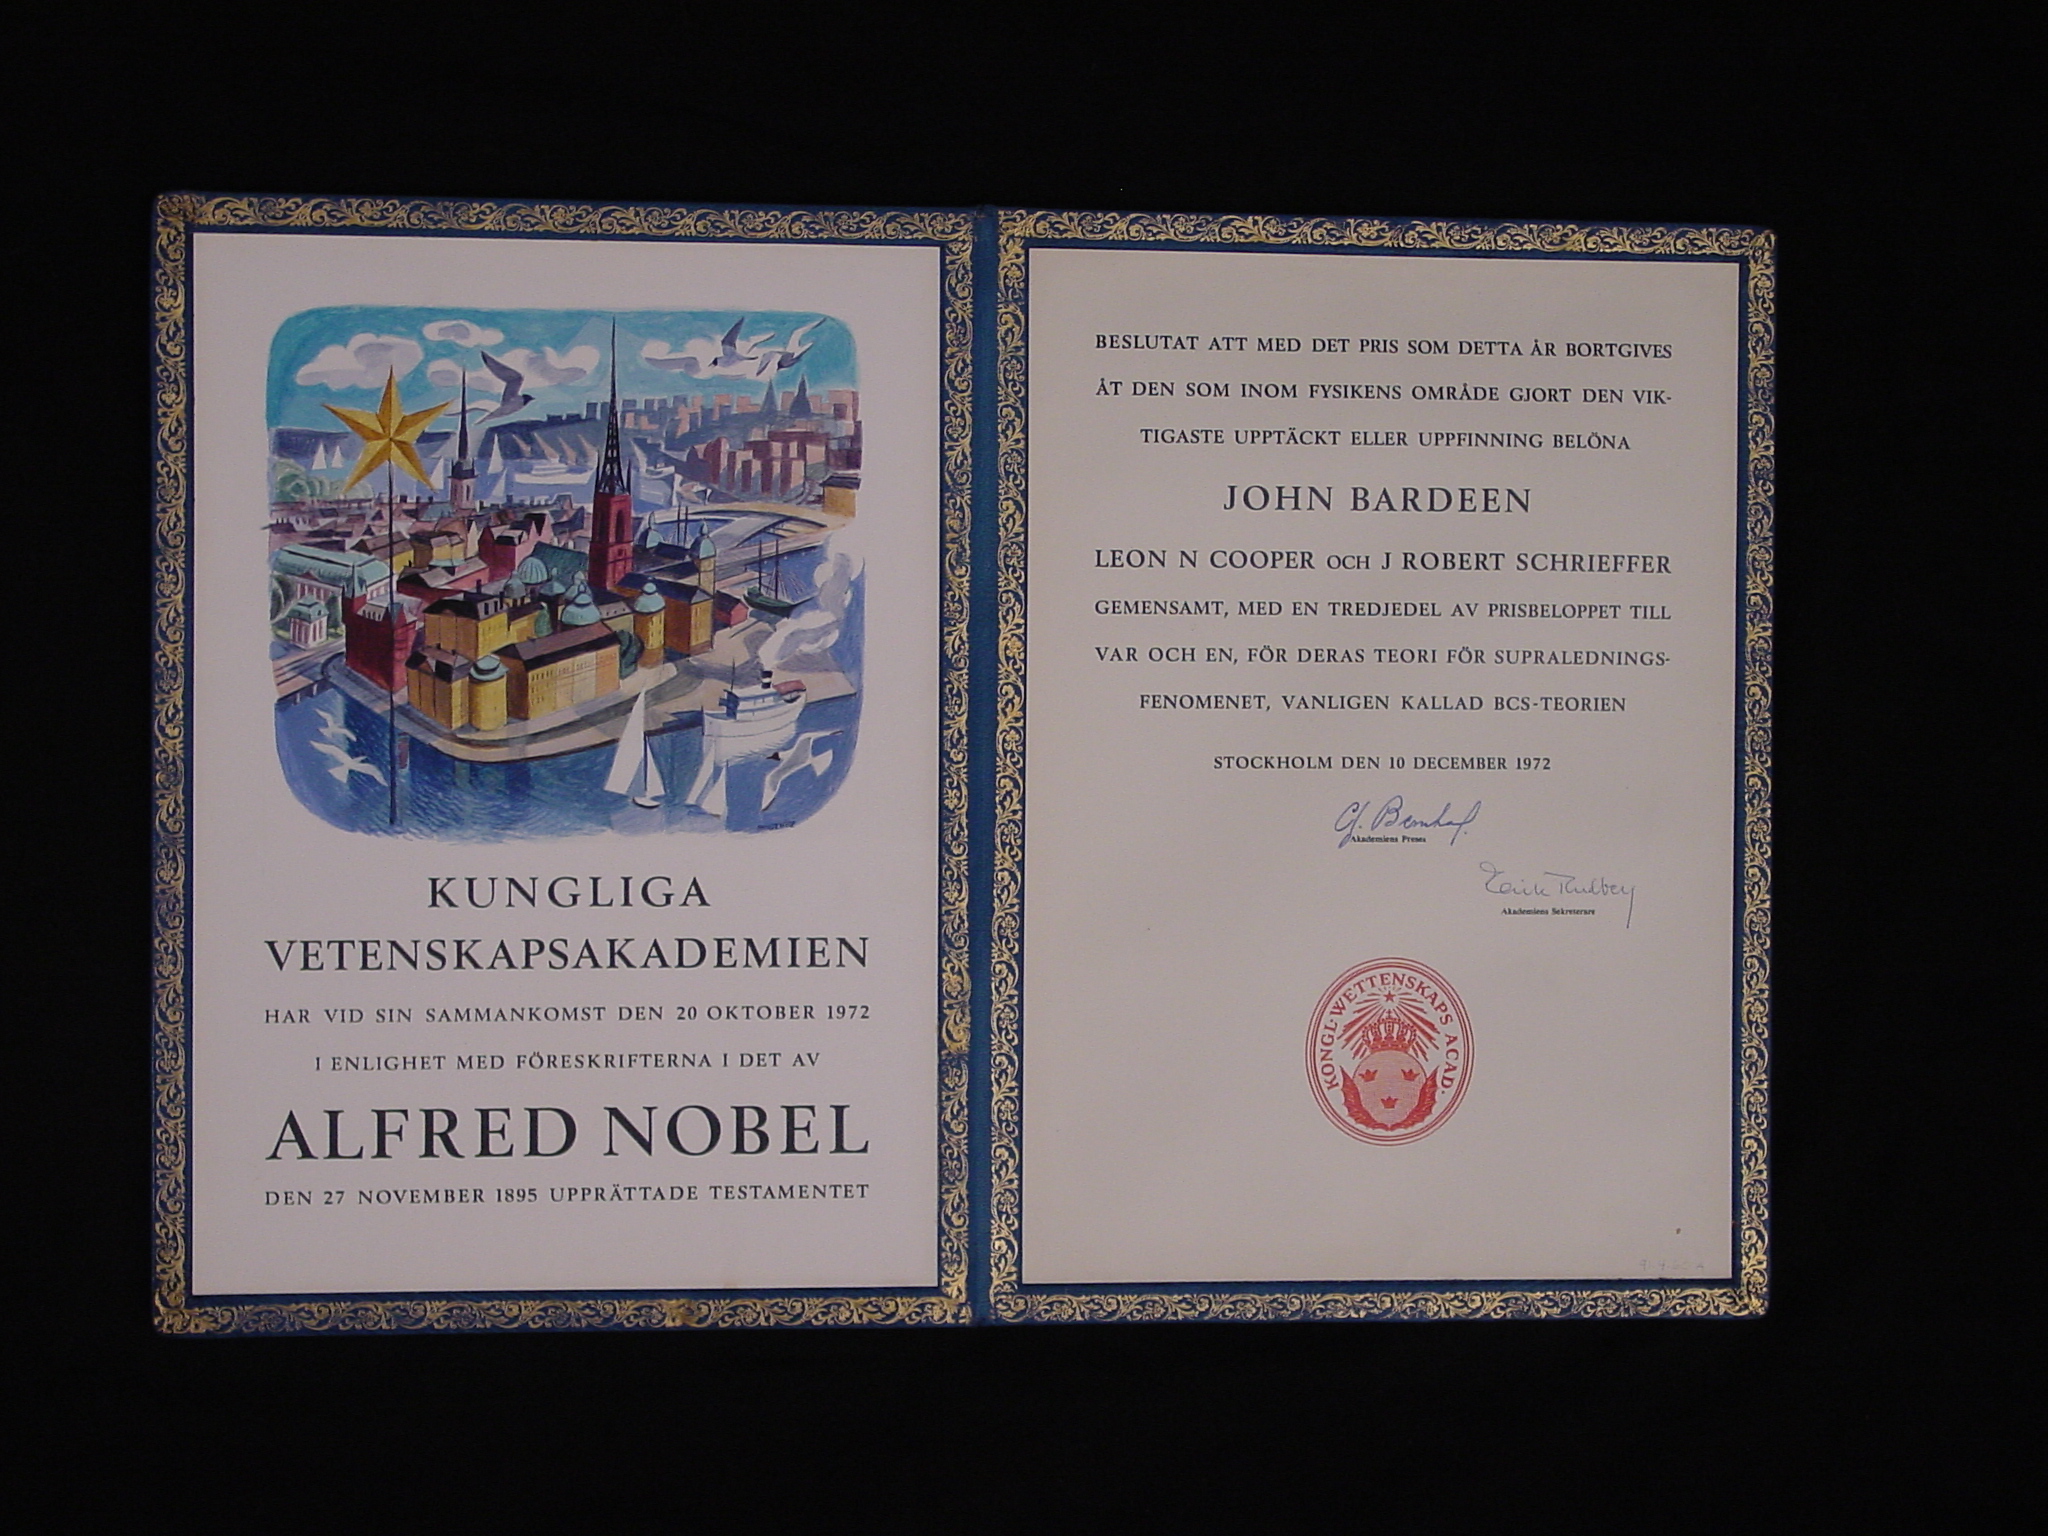 KUNGLIGA
VETENSKAPSAKADEMIEN
HAR VID SIN SAMMANKOMST DEN 20 OKTOBER 1972
I ENLIGHET MED FÖRESKRIFTERNA I DET AV
ALFRED NOBEL
DEN 27 NOVEMBER 1895 UPPRÄTTADE TESTAMENTET
BESLUTAT ATT MED DET PRIS SOM DETTA ÅR BORTGIVES
ÅT DEN SOM INOM FYSIKENS OMRÅDE GJORT DEN VIK-
TIGASTE UPPTÄCKT ELLER UPPFINNING BELÖNA
JOHN BARDEEN
LEON N COOPER OCH J ROBERT SCHRIEFFER
GEMENSAMT, MED EN TREDJEDEL AV PRISBELOPPET TILL
VAR OCH EN, FÖR DERAS TEORI FÖR SUPRALEDNINGS-
FENOMENET, VANLIGEN KALLAD BCS-TEORIEN
STOCKHOLM DEN 10 DECEMBER 1972
Akademiens Preses
Erik Rudberg
Akademiens Sekreterare
KONGL. WETTENSKAPS ACAD.